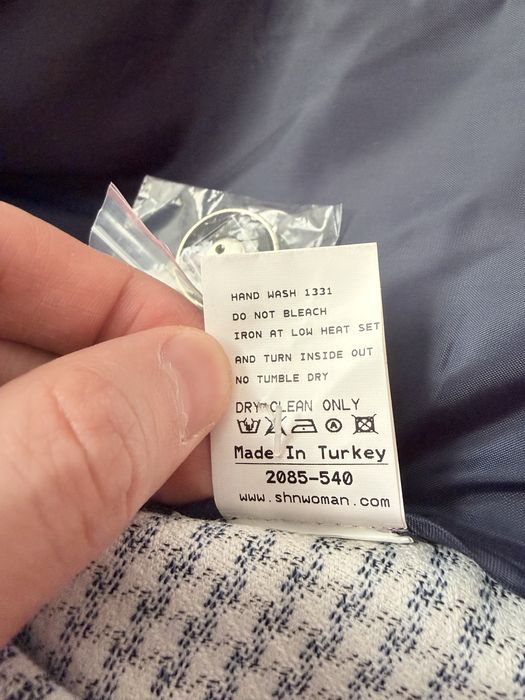 HAND WASH 1331
DO NOT BLEACH
IRON AT LOW HEAT SET
AND TURN INSIDE OUT
NO TUMBLE DRY
DRY CLEAN ONLY
Made In Turkey
2085-540
www.shnwoman.com